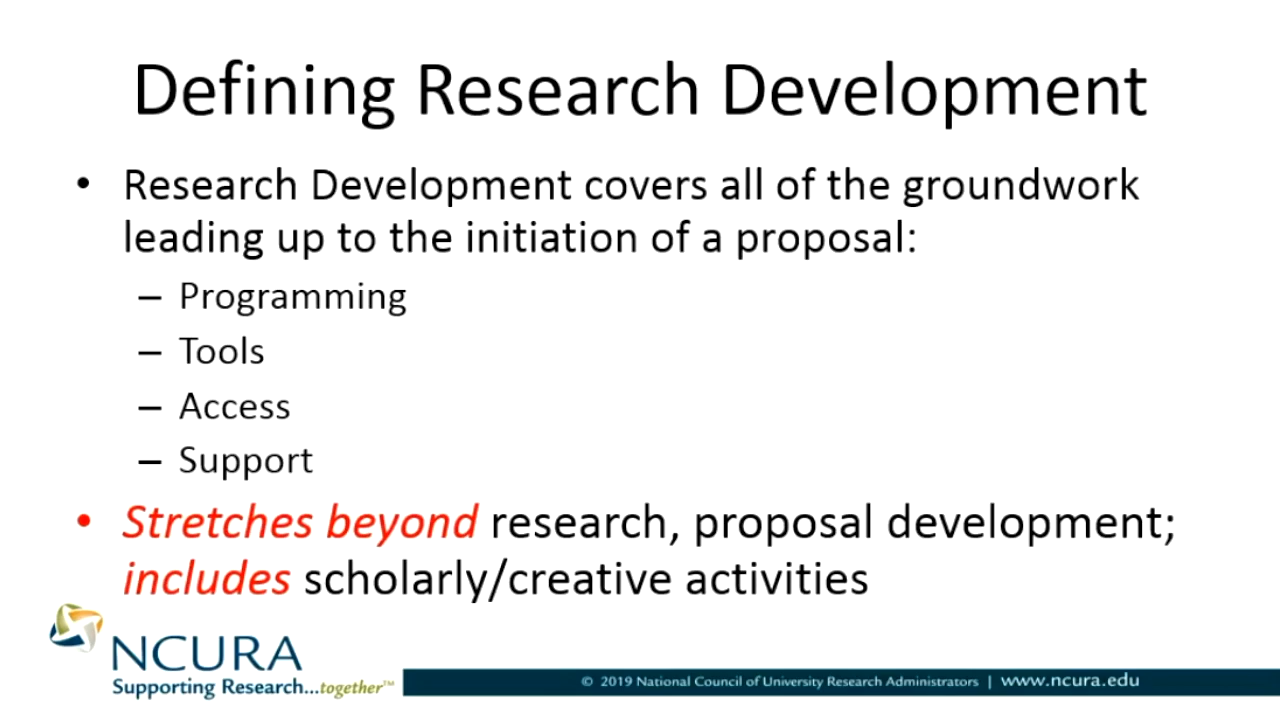 Defining Research Development
• Research Development covers all of the groundwork
leading up to the initiation of a proposal:
– Programming
– Tools
– Access
– Support
• Stretches beyond research, proposal development;
includes scholarly/creative activities
NCURA
Supporting Research...together™
© 2019 National Council of University Research Administrators | www.ncura.edu